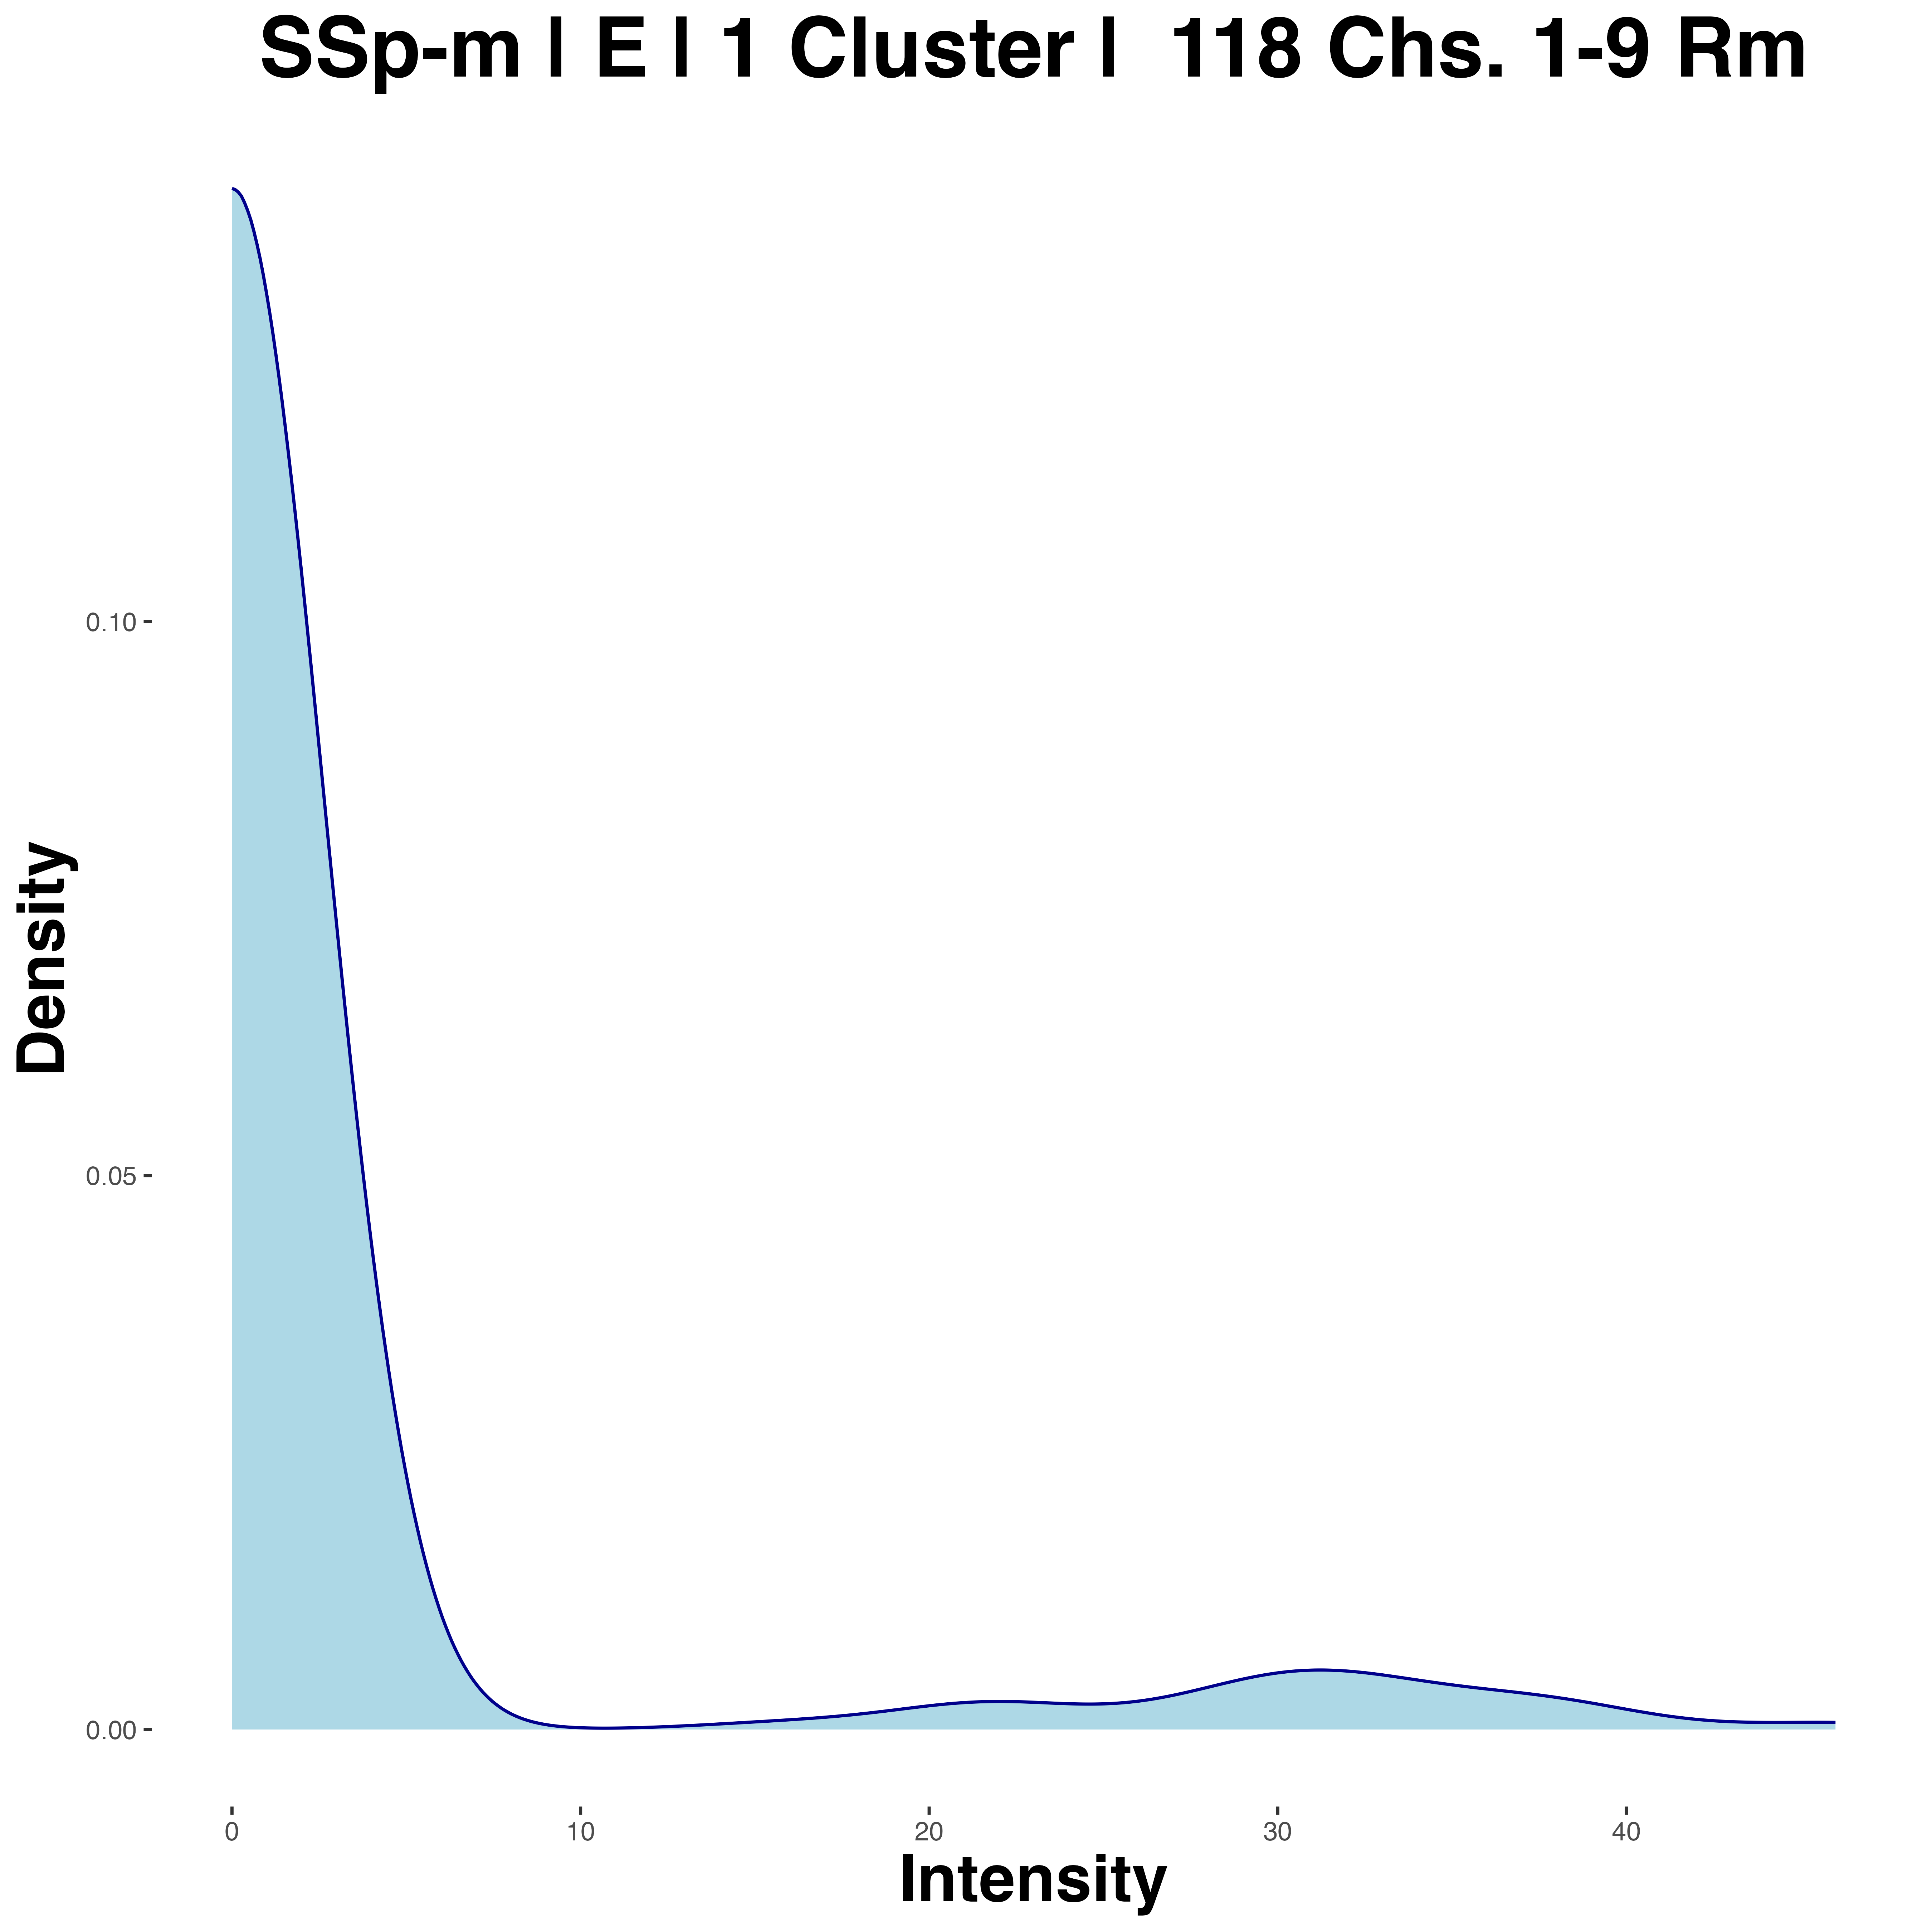 SSp-m | E | 1 Cluster |  118 Chs. 1-9 Rm
Density
0.10
0.05
0.00
0
10
20
30
40
Intensity